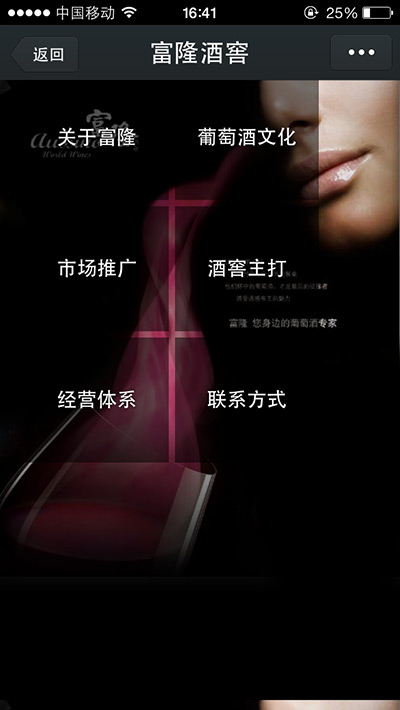 中国移动 16:41 25%
返回 富隆酒窖
关于富隆 葡萄酒文化
World Wines
市场推广 酒窖主打
富隆 您身边的葡萄酒专家
经营体系 联系方式